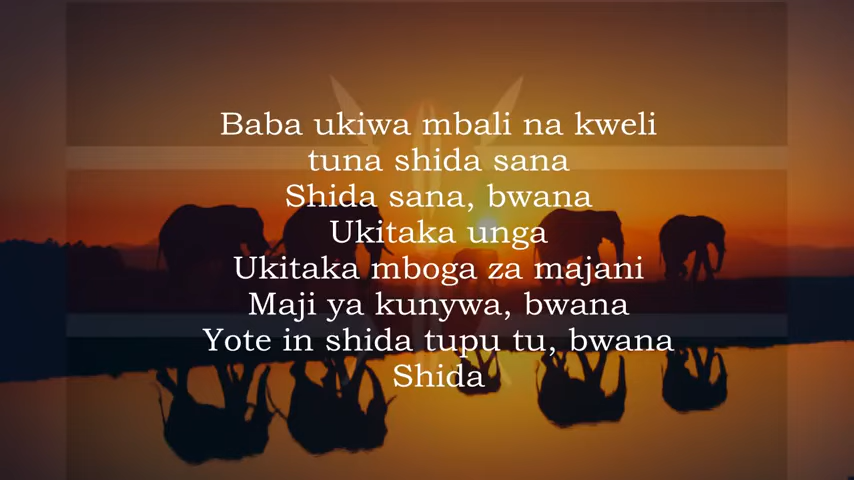 Baba ukiwa mbali na kweli
tuna shida sana
Shida sana, bwana
Ukitaka unga
Ukitaka mboga za majani
Maji ya kunywa, bwana
Yote in shida tupu tu, bwana
Shida